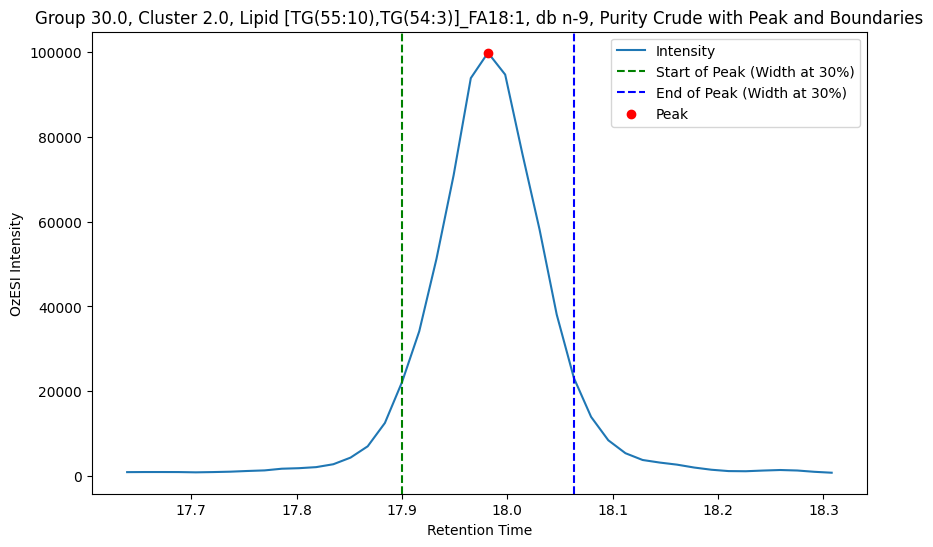 Group 30.0, Cluster 2.0, Lipid [TG(55:10),TG(54:3)]_FA18:1, db n-9, Purity Crude with Peak and Boundaries
Intensity
Start of Peak (Width at 30%)
End of Peak (Width at 30%)
Peak
OzESI Intensity
100000
80000
60000
40000
20000
0
17.7
17.8
17.9
18.0
18.1
18.2
18.3
Retention Time